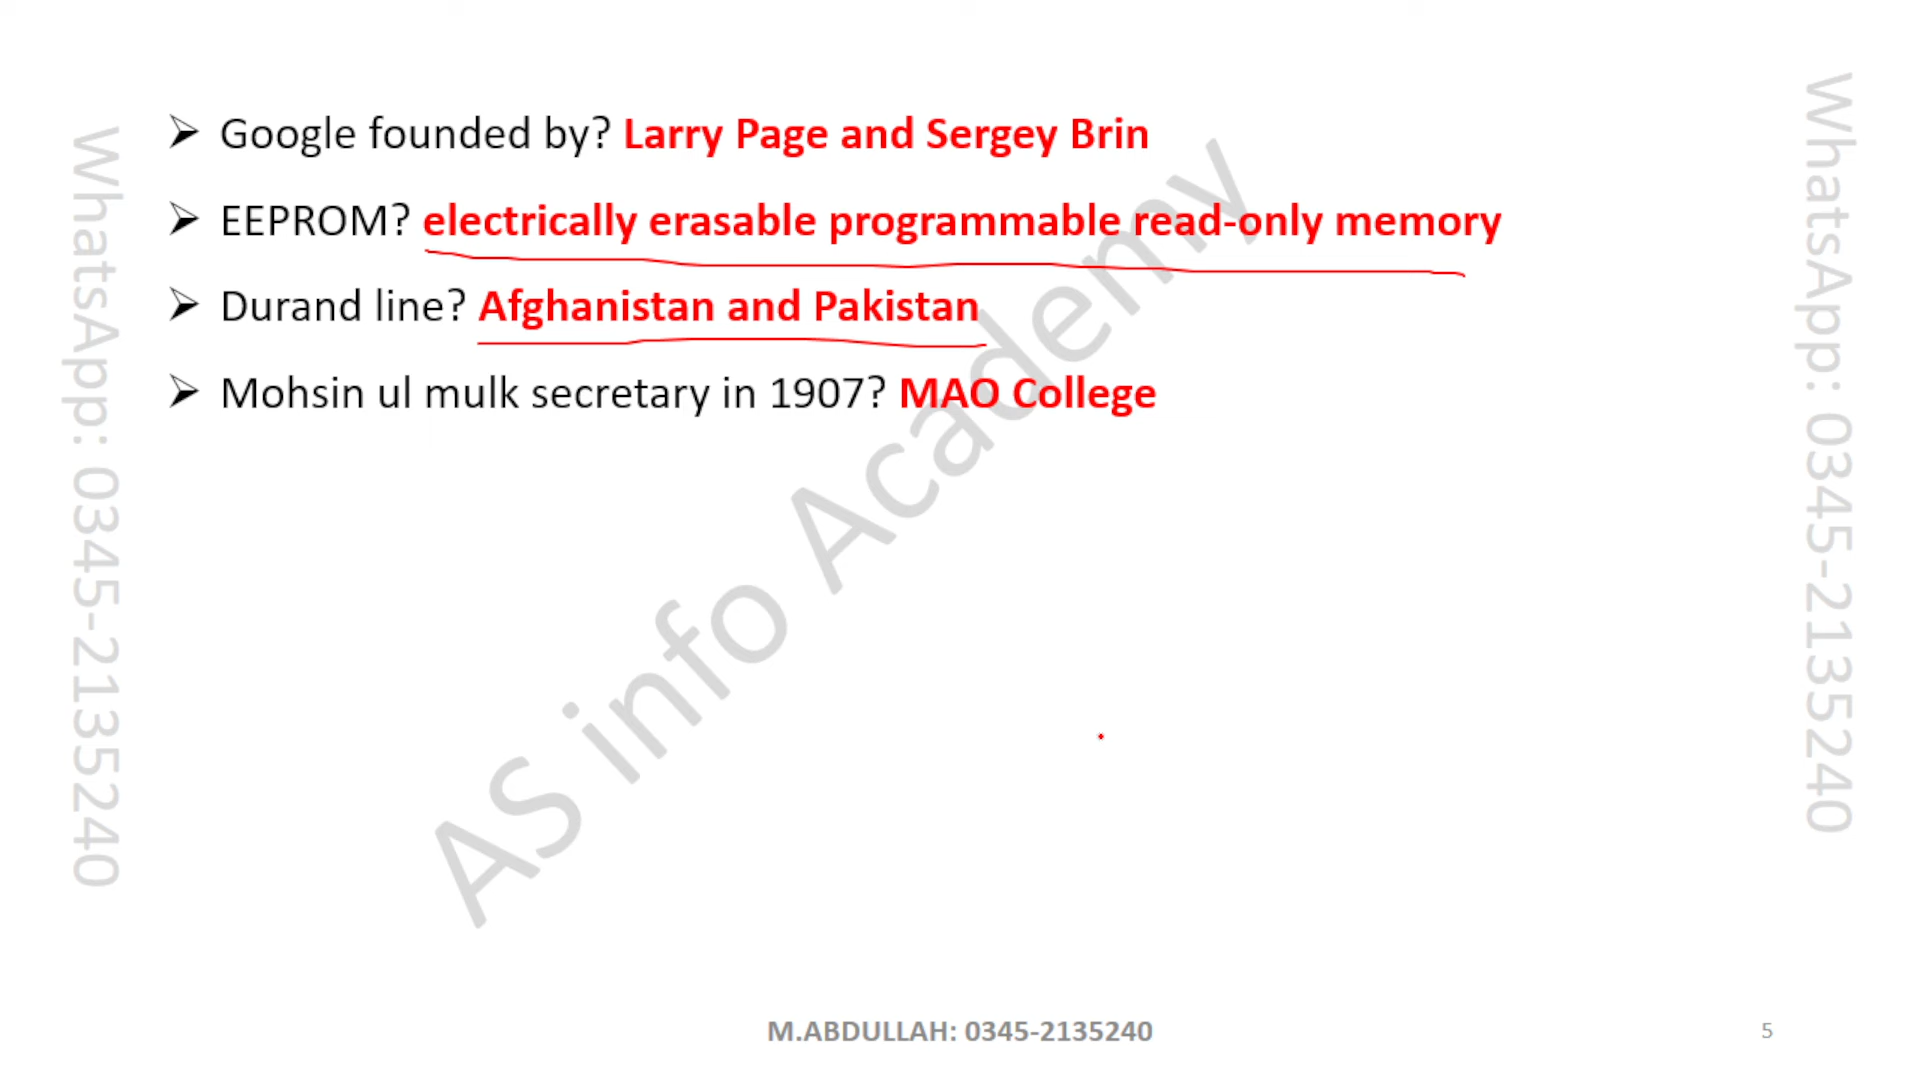 ➢ Google founded by? Larry Page and Sergey Brin
➢ EEPROM? electrically erasable programmable read-only memory
➢ Durand line? Afghanistan and Pakistan
➢ Mohsin ul mulk secretary in 1907? MAO College
WhatsApp: 0345-2135240
AS info Academy
WhatsApp: 0345-2135240
M.ABDULLAH: 0345-2135240
5